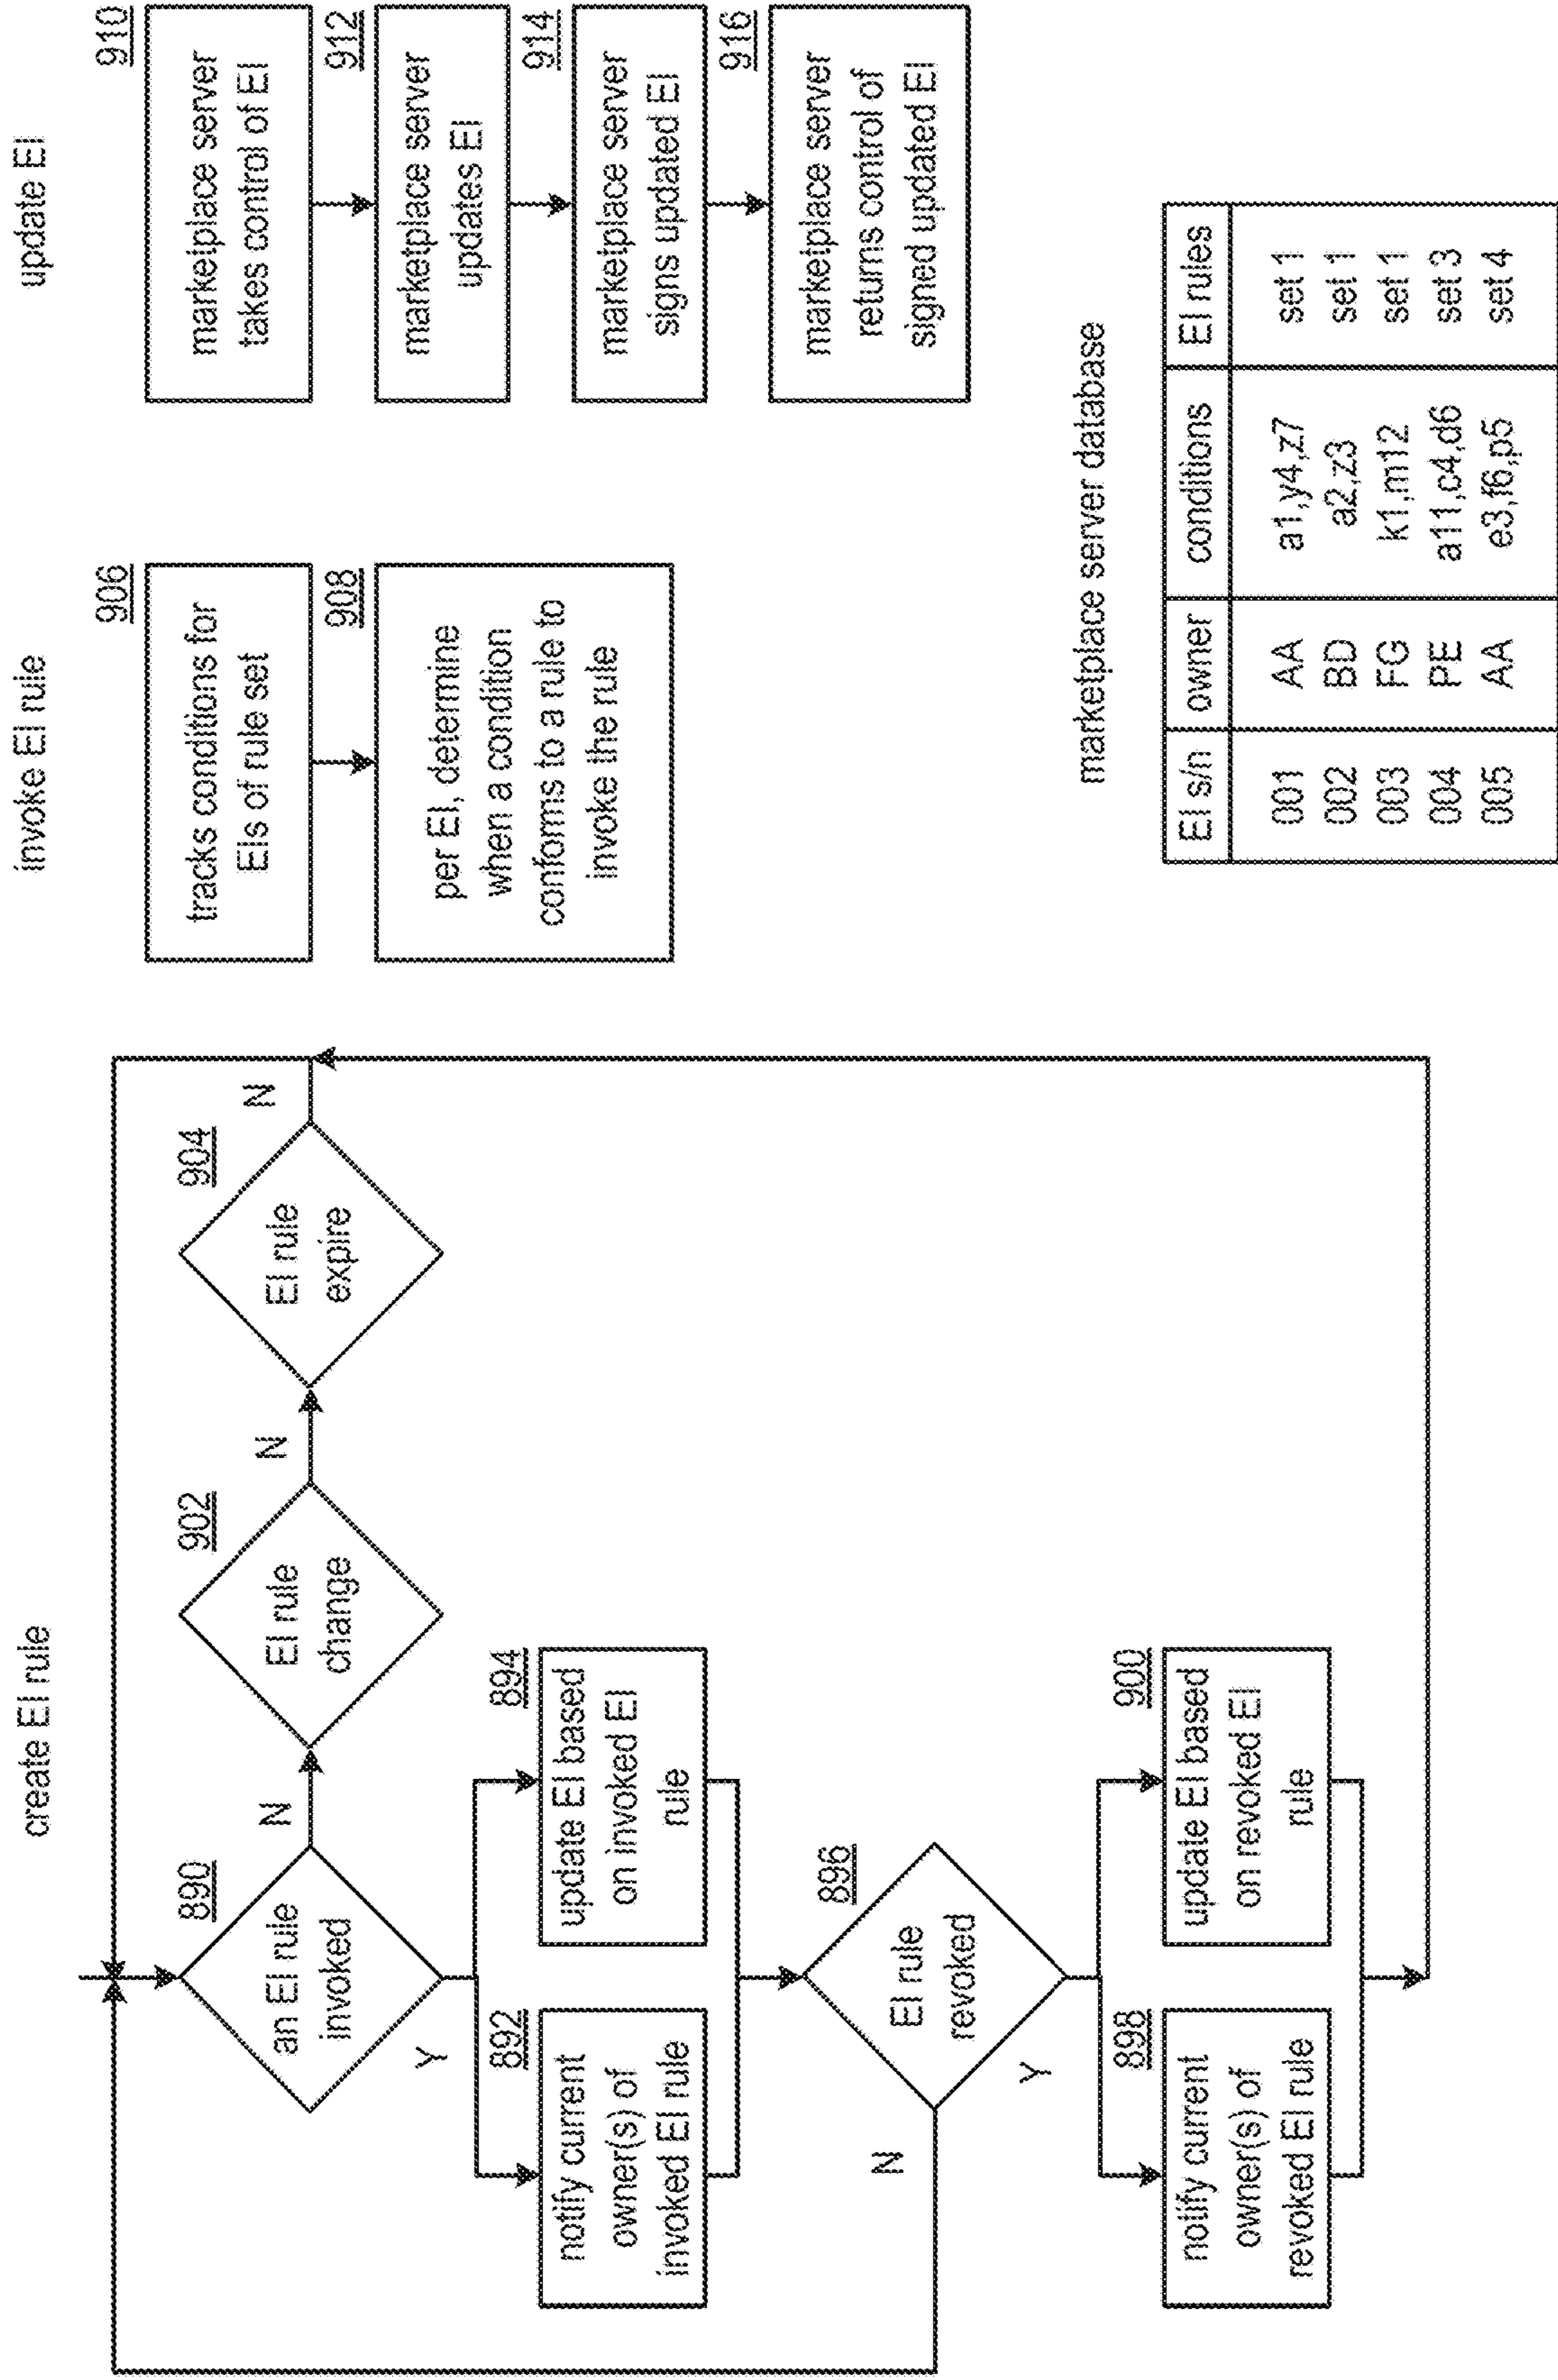 create EI rule
890
an EI rule
invoked
N
Y
902
EI rule
change
N
904
EI rule
expire
N
892
notify current
owner(s) of
invoked EI rule
894
update EI based
on invoked EI
rule
896
EI rule
revoked
N
Y
898
notify current
owner(s) of
revoked EI rule
900
update EI based
on revoked EI
rule
invoke EI rule
906
tracks conditions for
EIs of rule set
908
per EI, determine
when a condition
conforms to a rule to
invoke the rule
update EI
910
marketplace server
takes control of EI
912
marketplace server
updates EI
914
marketplace server
signs updated EI
916
marketplace server
returns control of
signed updated EI
marketplace server database
EI s/n owner conditions EI rules
001 AA a1,y4,z7 set 1
002 BD a2,z3 set 1
003 FG k1,m12 set 1
004 PE a11,c4,d6 set 3
005 AA e3,f6,p5 set 4